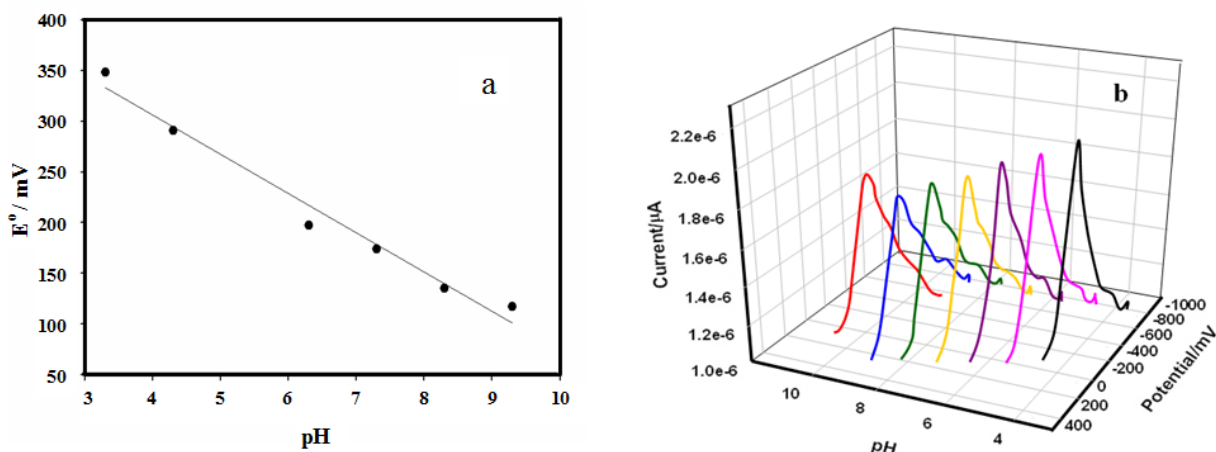 400
350
300
250
200
150
100
50
E° / mV
a
3 4 5 6 7 8 9 10
pH
b
2.2e-6
2.0e-6
1.8e-6
1.6e-6
1.4e-6
1.2e-6
1.0e-6
Current/μA
10 8 6 4
pH
-1000
-800
-600
-400
-200
0
200
400
Potential/mV